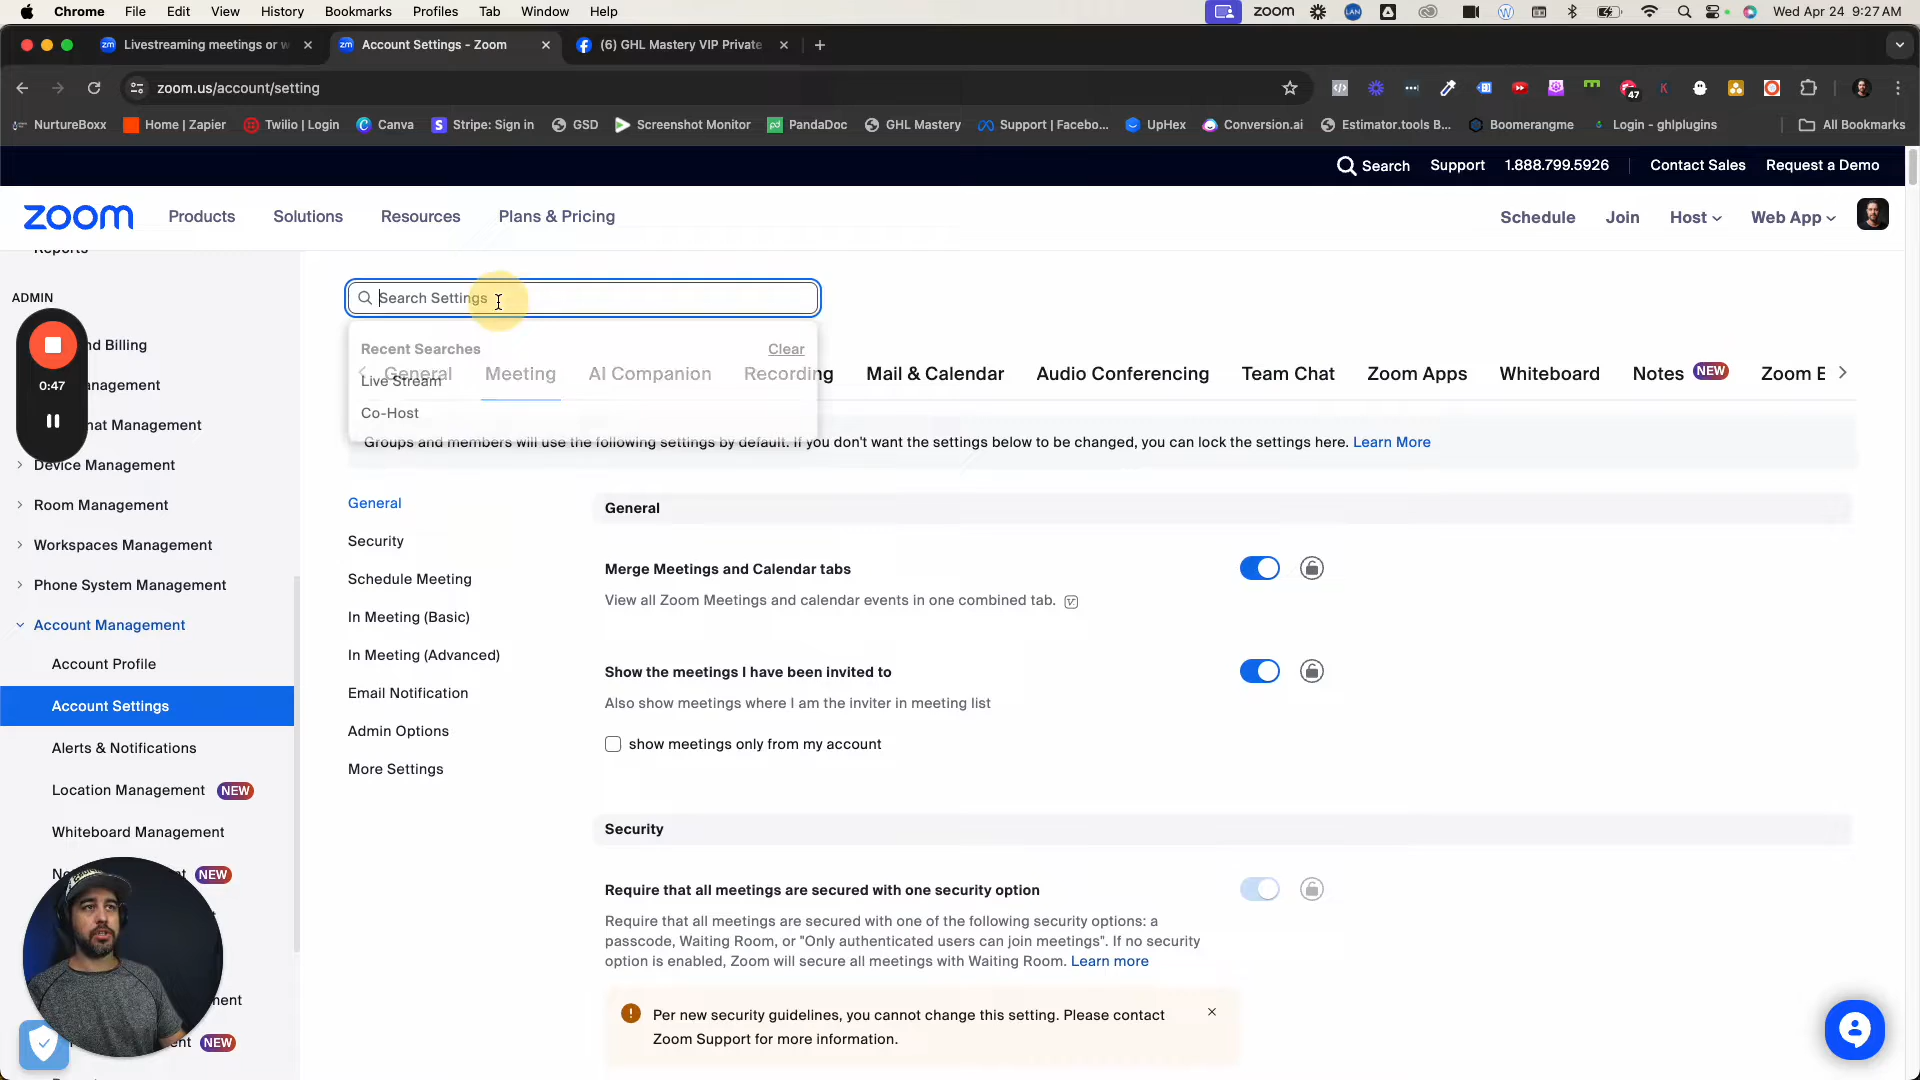 Chrome File Edit View History Bookmarks Profiles Tab Window Help zoom LAN Wed Apr 24 9:27 AM
zm Livestreaming meetings or w zm Account Settings - Zoom (6) GHL Mastery VIP Private
zoom.us/account/setting 47
NurtureBoxx Home | Zapier Twilio | Login Canva Stripe: Sign in GSD Screenshot Monitor PandaDoc GHL Mastery Support | Facebo... UpHex Conversion.ai Estimator.tools B... Boomerangme Login - ghlplugins All Bookmarks
Search Support 1.888.799.5926 Contact Sales Request a Demo
zoom Products Solutions Resources Plans & Pricing Schedule Join Host Web App
Reports
ADMIN
nd Billing
anagement
hat Management
Device Management
Room Management
Workspaces Management
Phone System Management
Account Management
Account Profile
Account Settings
Alerts & Notifications
Location Management NEW
Whiteboard Management
NEW
nent
nt NEW
0:47
Search Settings
Recent Searches Clear
Live Stream
Co-Host
General Meeting AI Companion Recording Mail & Calendar Audio Conferencing Team Chat Zoom Apps Whiteboard Notes NEW Zoom E
Groups and members will use the following settings by default. If you don't want the settings below to be changed, you can lock the settings here. Learn More
General
Security
Schedule Meeting
In Meeting (Basic)
In Meeting (Advanced)
Email Notification
Admin Options
More Settings
General
Merge Meetings and Calendar tabs
View all Zoom Meetings and calendar events in one combined tab.
Show the meetings I have been invited to
Also show meetings where I am the inviter in meeting list
show meetings only from my account
Security
Require that all meetings are secured with one security option
Require that all meetings are secured with one of the following security options: a
passcode, Waiting Room, or "Only authenticated users can join meetings". If no security
option is enabled, Zoom will secure all meetings with Waiting Room. Learn more
Per new security guidelines, you cannot change this setting. Please contact
Zoom Support for more information.